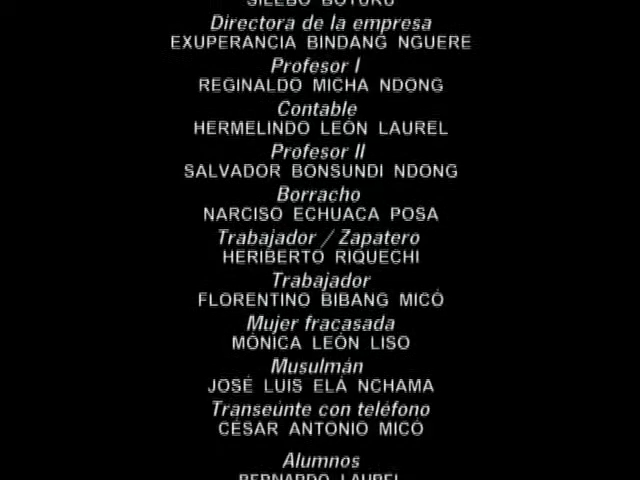 SILEBO BOTURU
Directora de la empresa
EXUPERANCIA BINDANG NGUERE
Profesor I
REGINALDO MICHA NDONG
Contable
HERMELINDO LEÓN LAUREL
Profesor II
SALVADOR BONSUNDI NDONG
Borracho
NARCISO ECHUACA POSA
Trabajador / Zapatero
HERIBERTO RIQUECHI
Trabajador
FLORENTINO BIBANG MICÓ
Mujer fracasada
MÓNICA LEÓN LISO
Musulmán
JOSÉ LUIS ELÁ NCHAMA
Transeúnte con teléfono
CÉSAR ANTONIO MICÓ
Alumnos
BERNARDO LAUREL